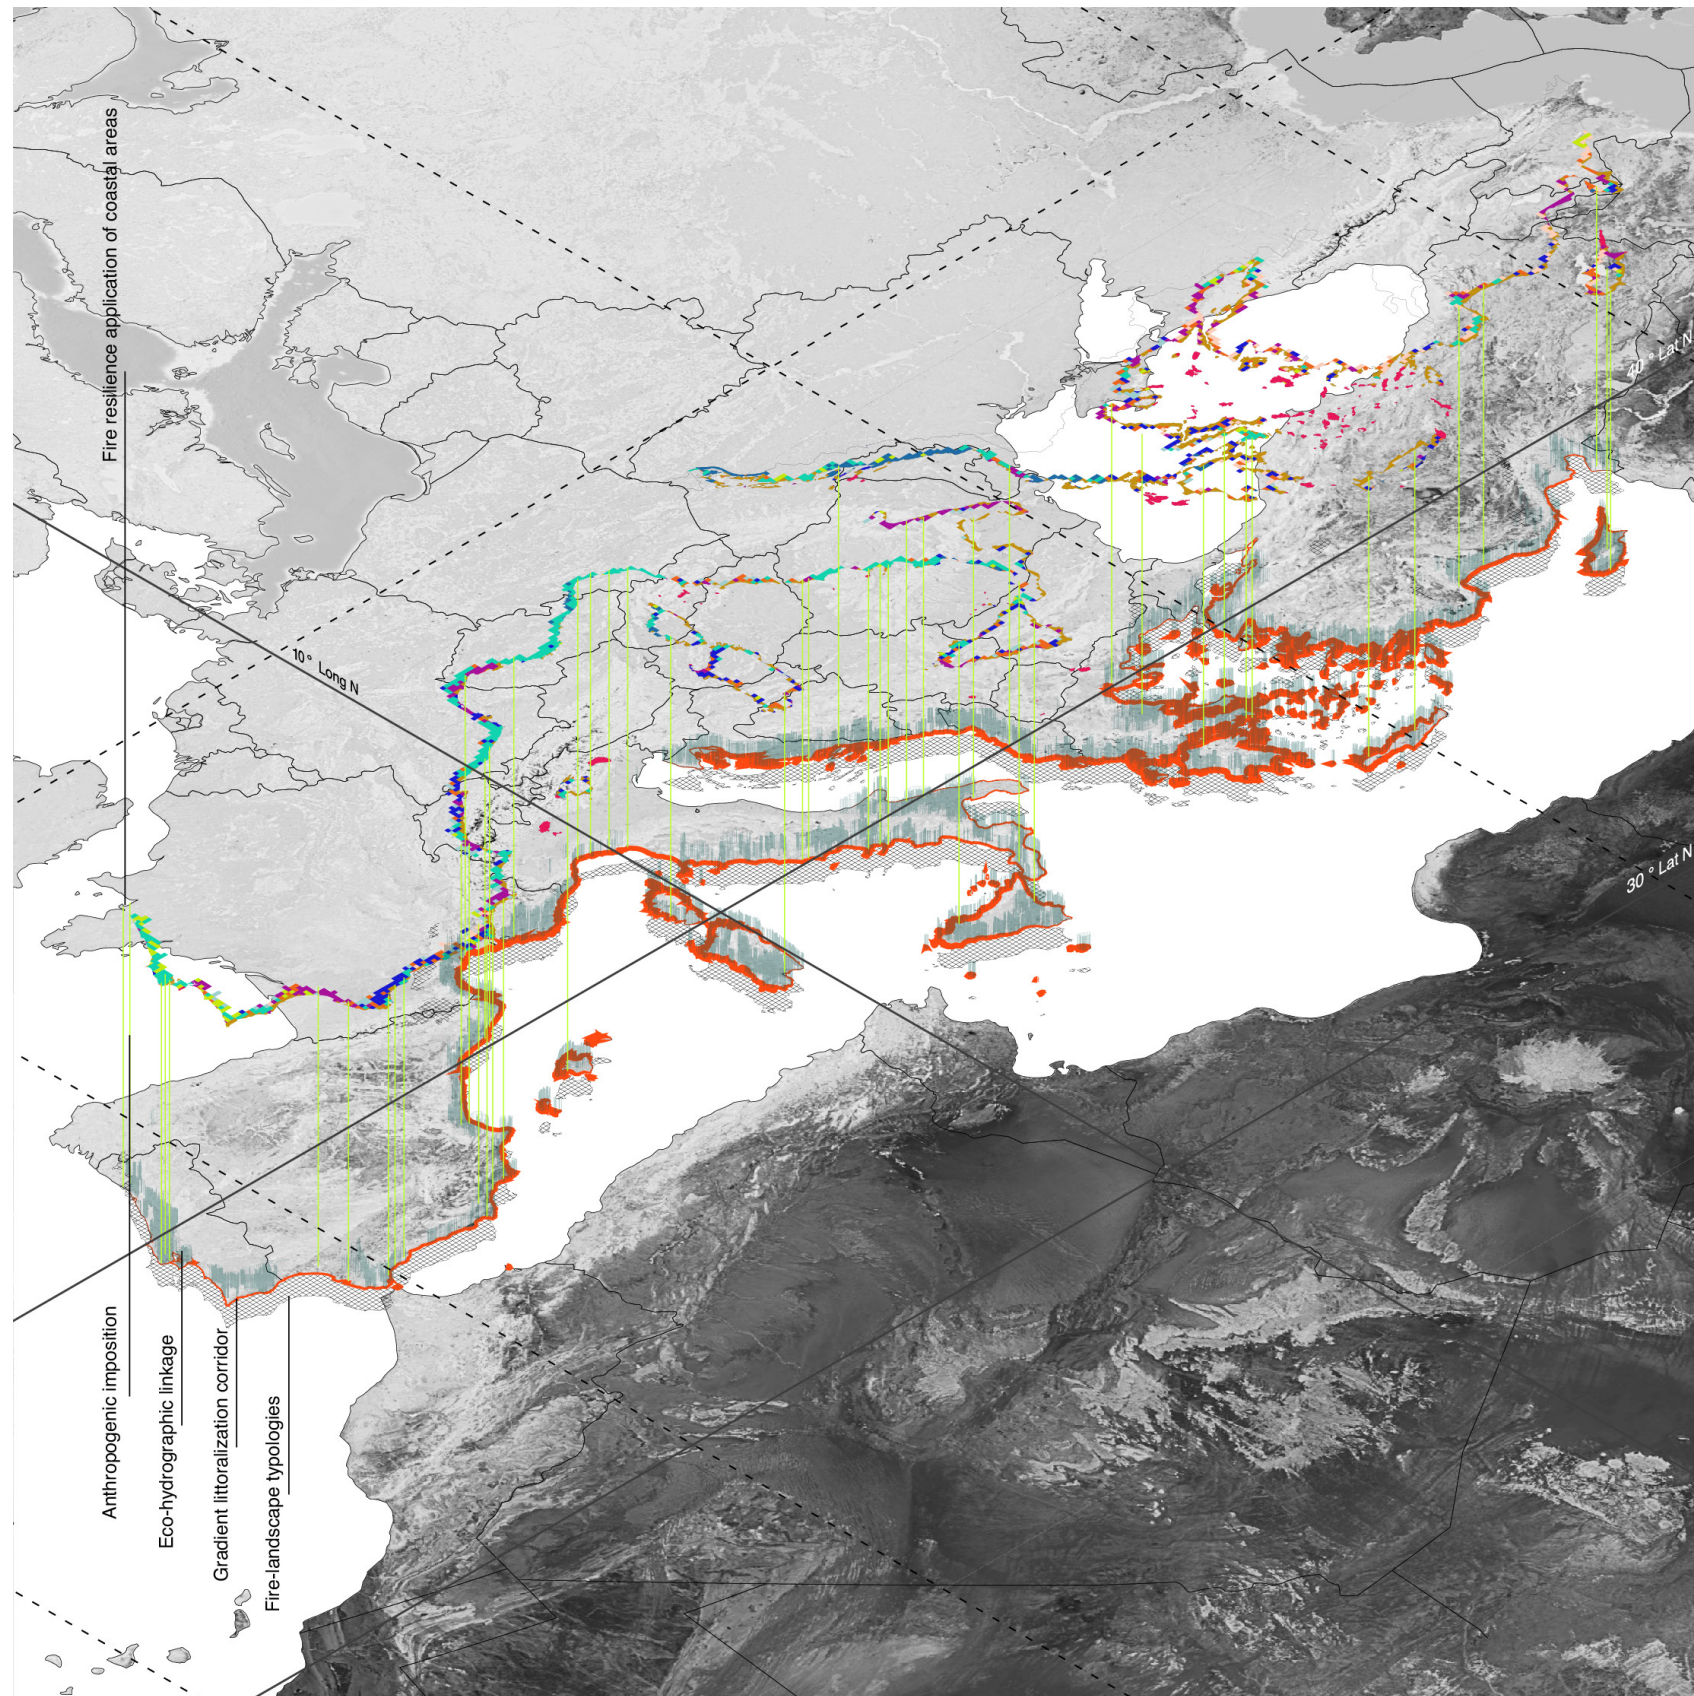 Fire resilience application of coastal areas
10° Long N
40 ° Lat N
30 ° Lat N
Anthropogenic imposition
Eco-hydrographic linkage
Gradient littoralization corridor
Fire-landscape typologies